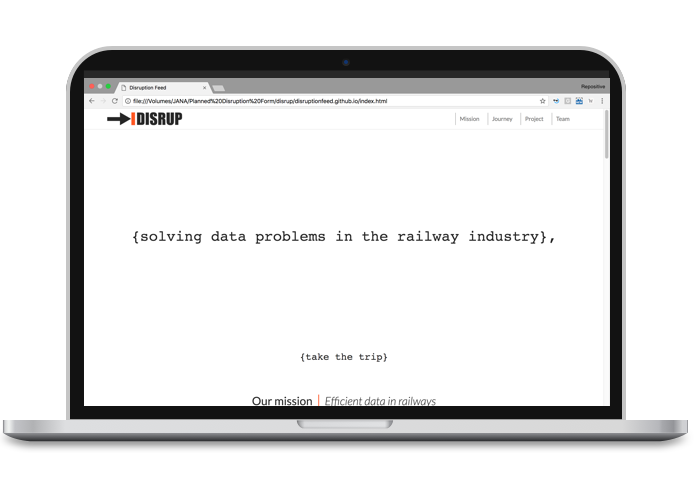 Disruption Feed
Repositive
file:///Volumes/JANA/Planned%20Disruption%20Form/disrup/disruptionfeed.github.io/index.html
DISRUP
Mission
Journey
Project
Team
{solving data problems in the railway industry},
{take the trip}
Our mission | Efficient data in railways